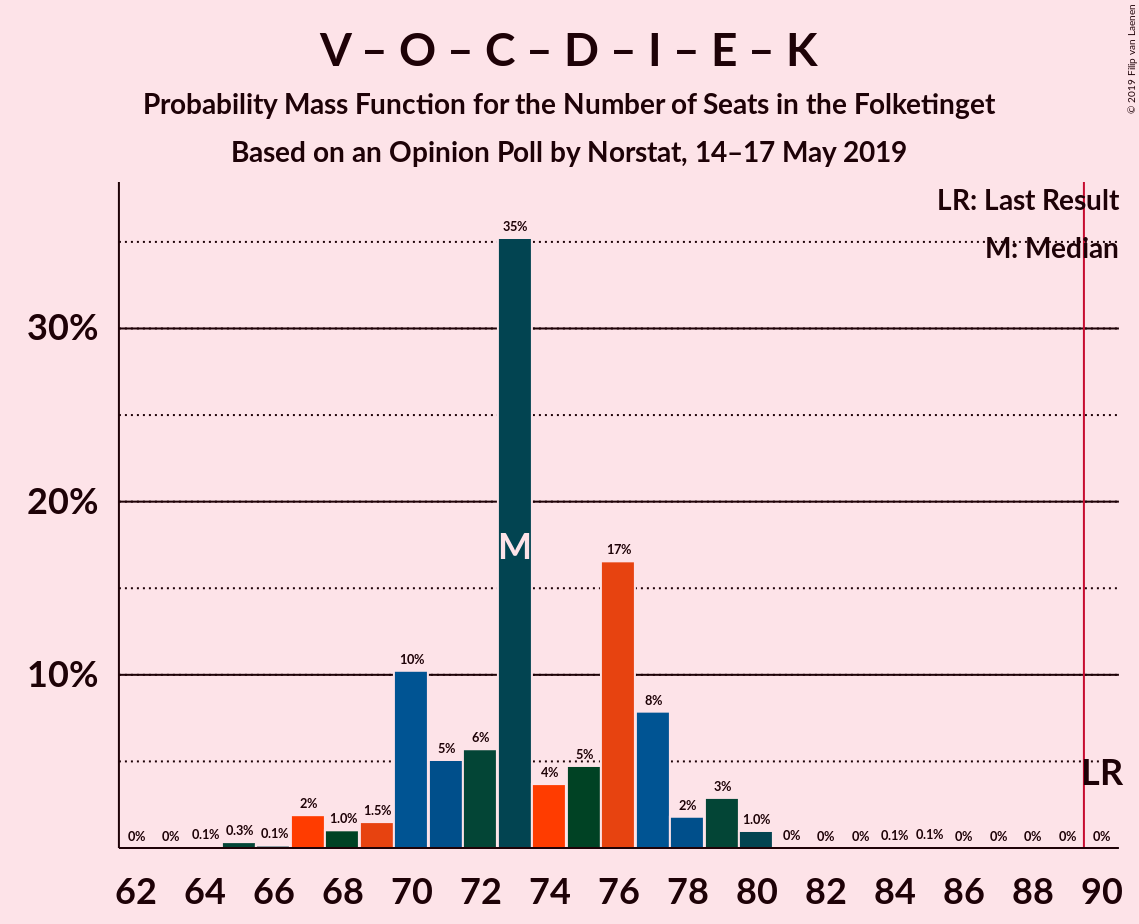 V – O – C – D – I – E – K
Probability Mass Function for the Number of Seats in the Folketinget
Based on an Opinion Poll by Norstat, 14–17 May 2019
© 2019 Filip van Laenen
LR: Last Result
M: Median
30%
20%
10%
0% 0% 0.1% 0.3% 0.1% 2% 1.0% 1.5% 10% 5% 6% 35% 4% 5% 17% 8% 2% 3% 1.0% 0% 0% 0% 0.1% 0.1% 0% 0% 0% 0% 0%
M
LR
62 64 66 68 70 72 74 76 78 80 82 84 86 88 90